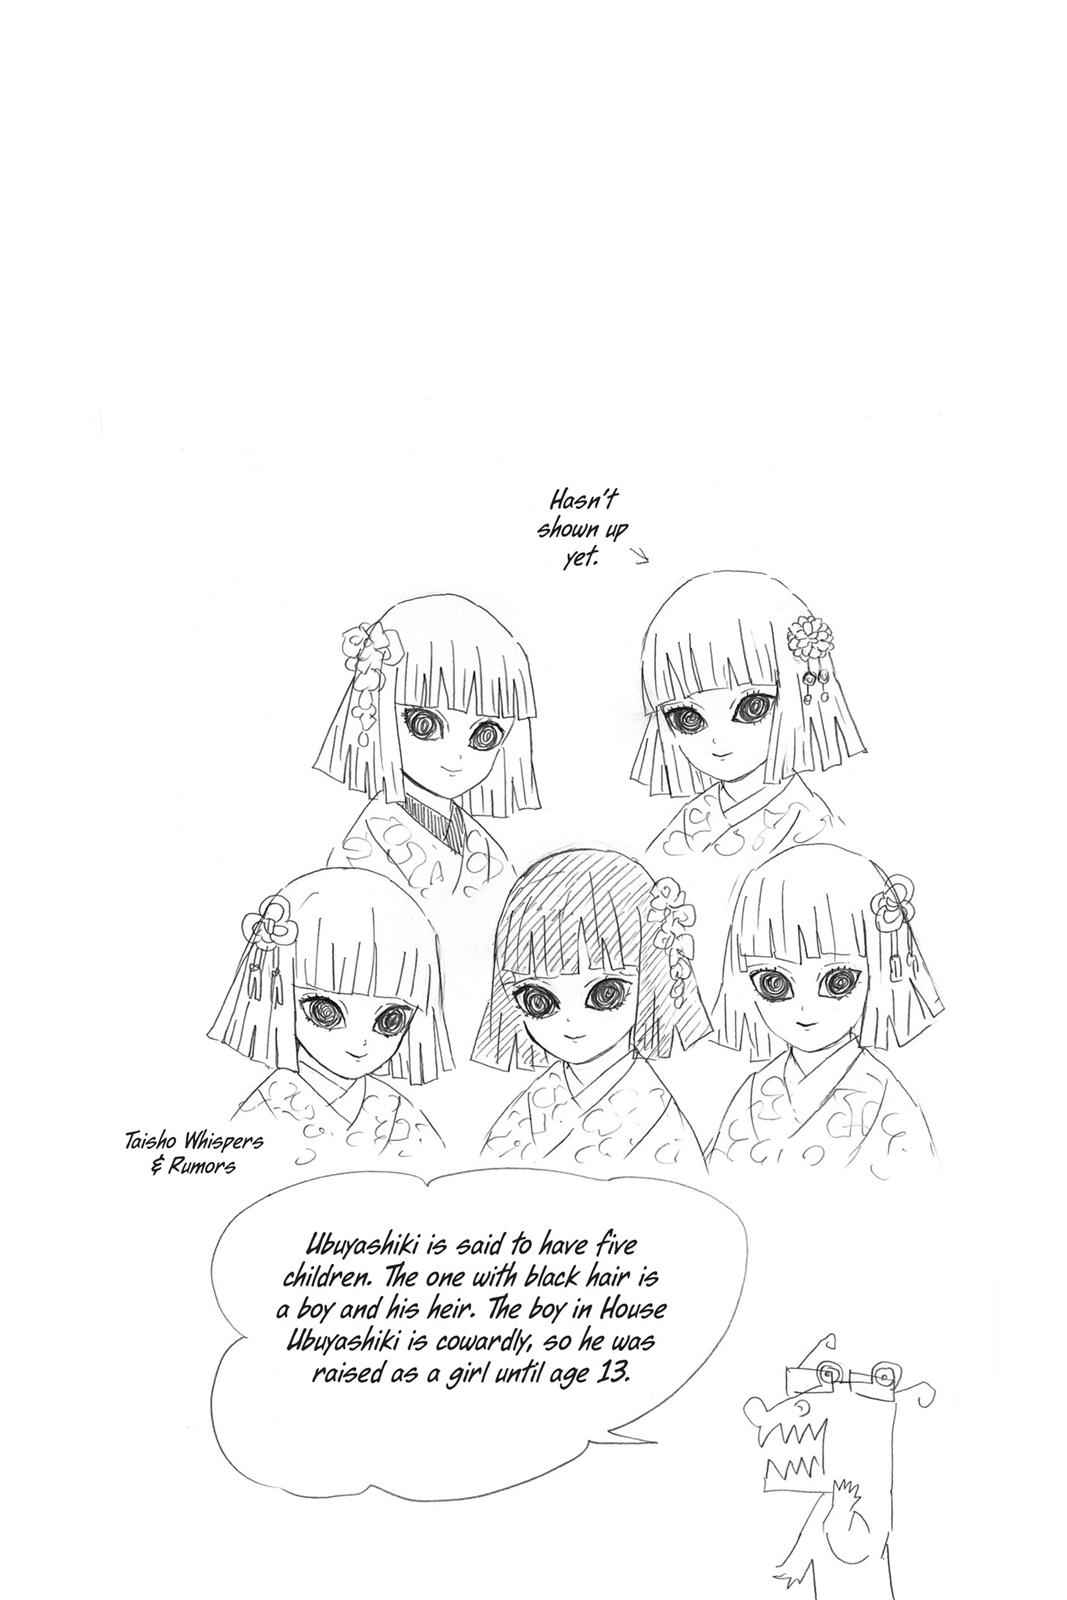 Hasn't
shown up
yet.
Taisho Whispers
& Rumors
Ubuyashiki is said to have five
children. The one with black hair is
a boy and his heir. The boy in House
Ubuyashiki is cowardly, so he was
raised as a girl until age 13.